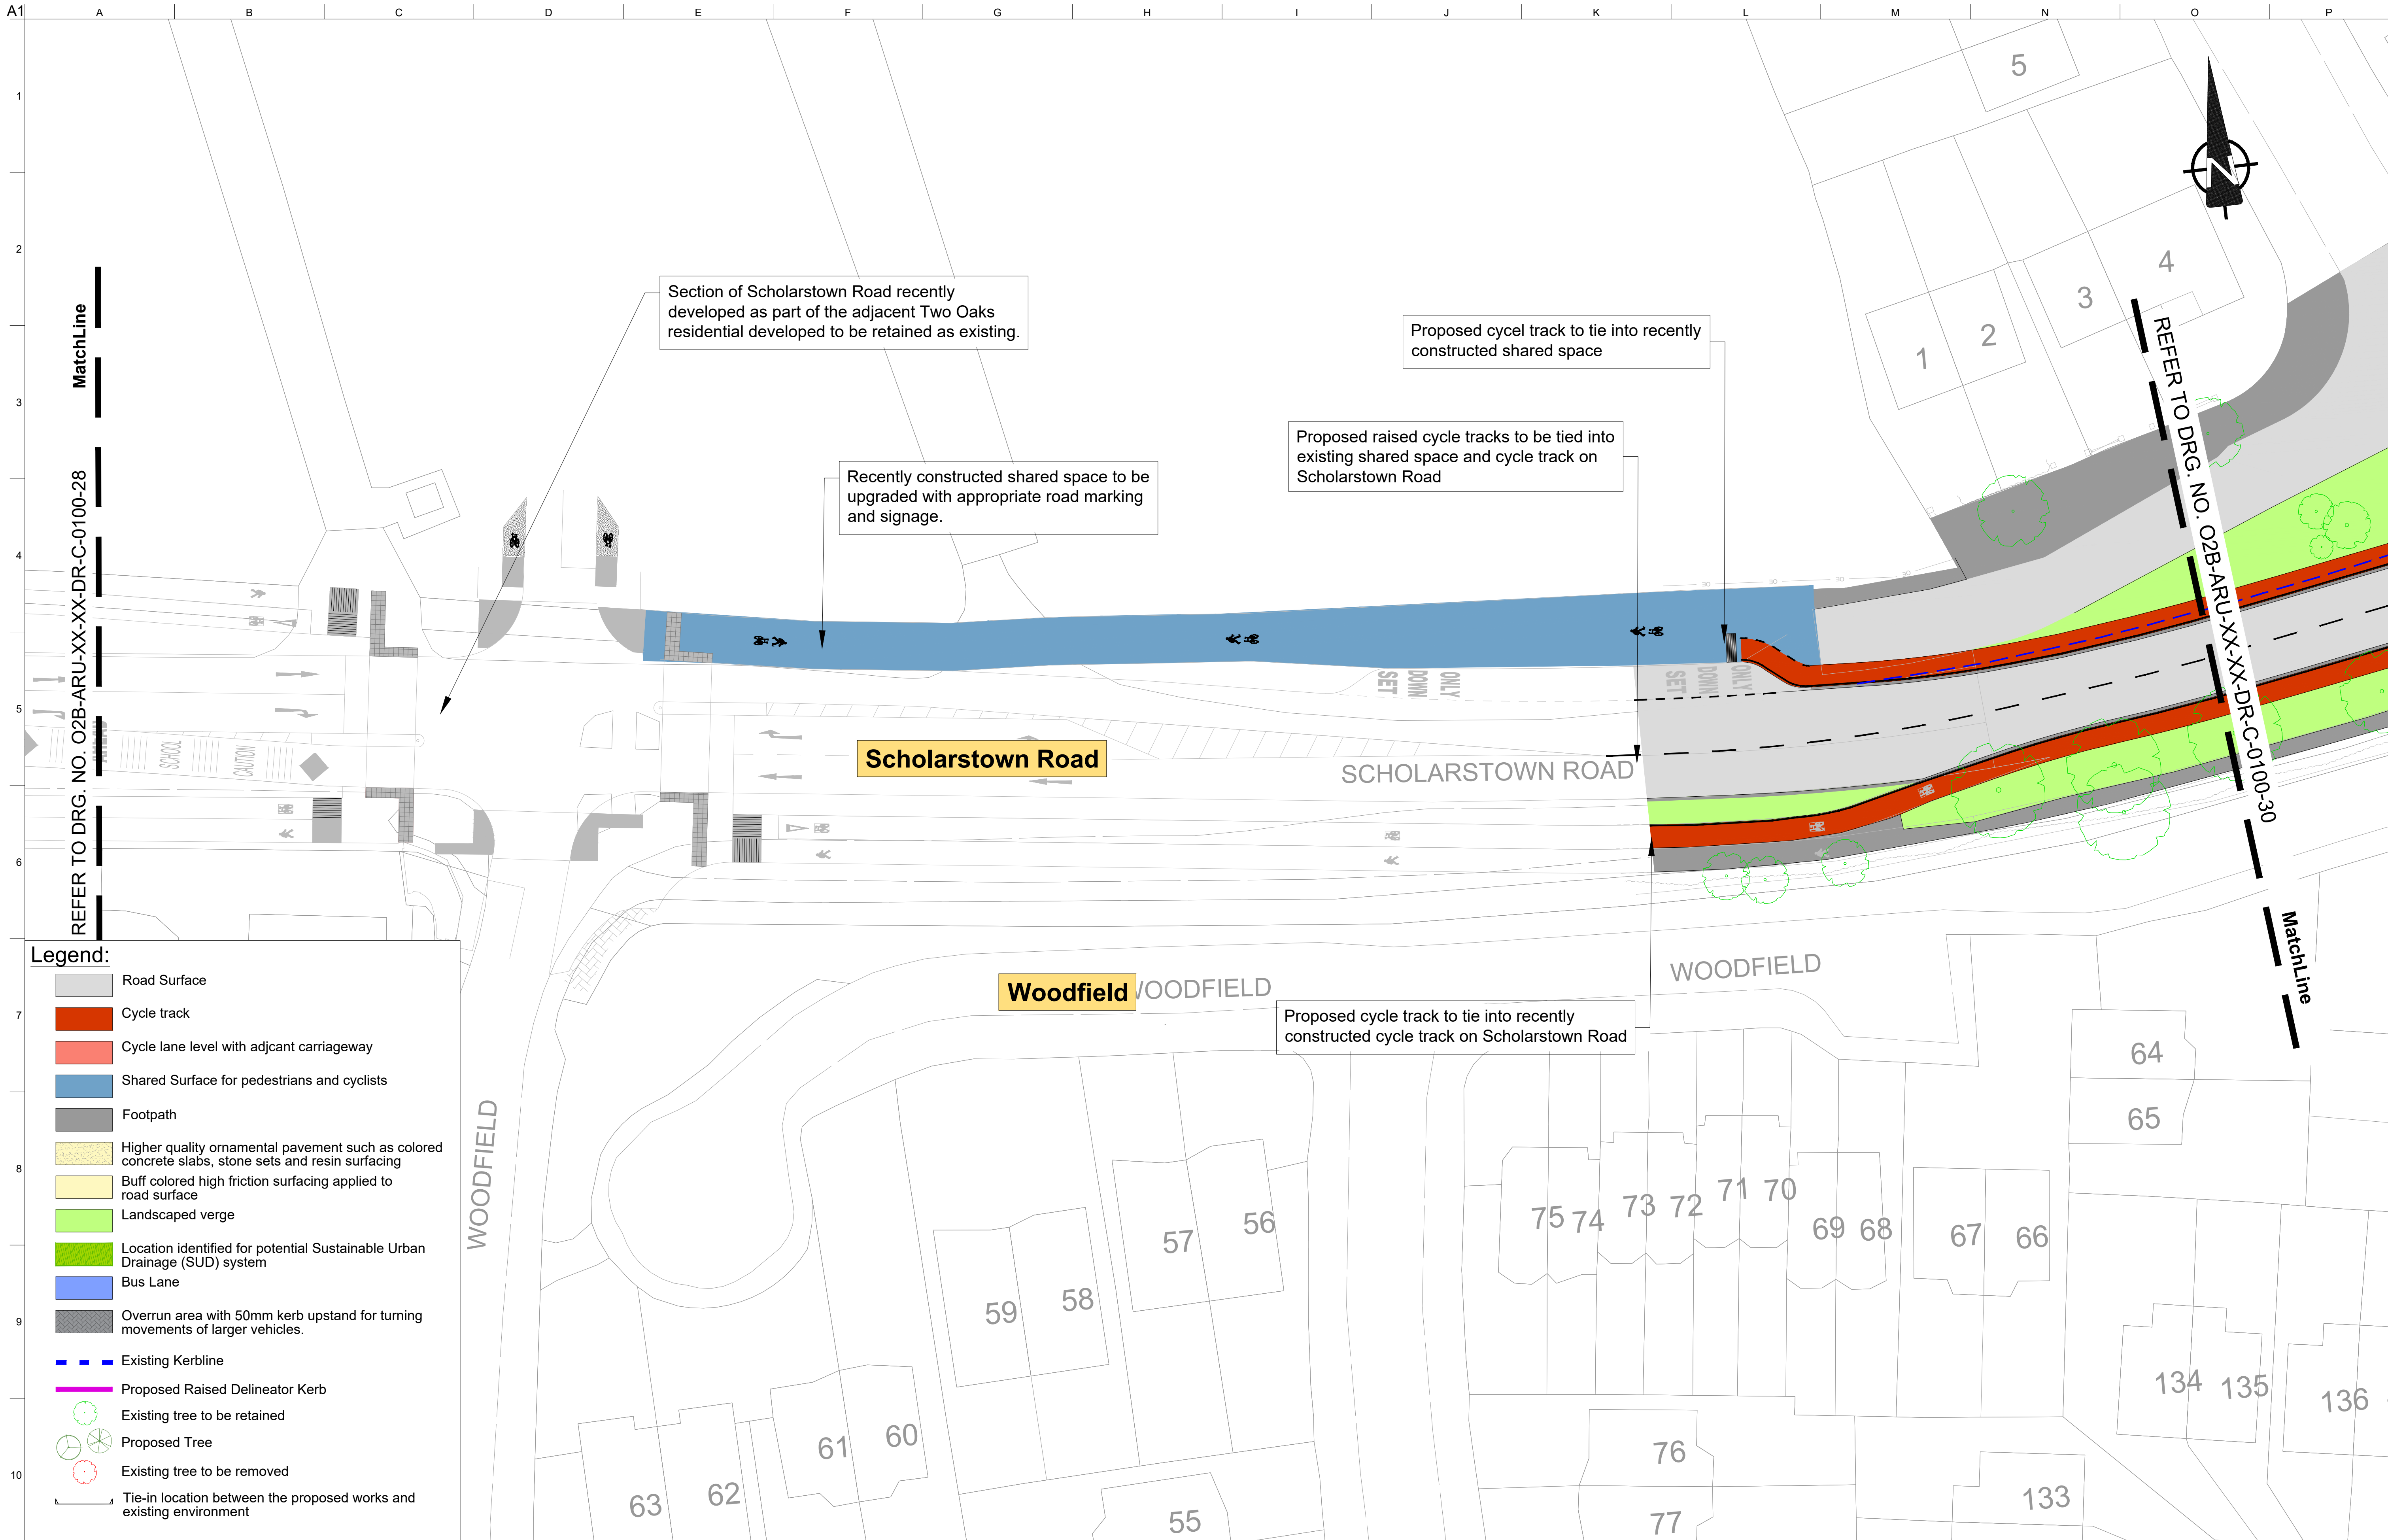 A1
A
B
C
D
E
F
G
H
I
J
K
L
M
N
O
P
1
2
3
4
5
6
7
8
9
10
MatchLine
REFER TO DRG. NO. O2B-ARU-XX-XX-DR-C-0100-28
Section of Scholarstown Road recently
developed as part of the adjacent Two Oaks
residential developed to be retained as existing.
Recently constructed shared space to be
upgraded with appropriate road marking
and signage.
Proposed cycel track to tie into recently
constructed shared space
Proposed raised cycle tracks to be tied into
existing shared space and cycle track on
Scholarstown Road
5
4
3
2
1
N
REFER TO DRG. NO. O2B-ARU-XX-XX-DR-C-0100-30
MatchLine
SCHOOL
CAUTION
SET
DOWN
ONLY
SET
DOWN
ONLY
Scholarstown Road
SCHOLARSTOWN ROAD
Woodfield
WOODFIELD
WOODFIELD
WOODFIELD
Proposed cycle track to tie into recently
constructed cycle track on Scholarstown Road
64
65
56
57
58
59
60
61
62
63
55
75
74
73
72
71
70
69
68
67
66
76
77
134
135
136
133
Legend:
Road Surface
Cycle track
Cycle lane level with adjcant carriageway
Shared Surface for pedestrians and cyclists
Footpath
Higher quality ornamental pavement such as colored
concrete slabs, stone sets and resin surfacing
Buff colored high friction surfacing applied to
road surface
Landscaped verge
Location identified for potential Sustainable Urban
Drainage (SUD) system
Bus Lane
Overrun area with 50mm kerb upstand for turning
movements of larger vehicles.
Existing Kerbline
Proposed Raised Delineator Kerb
Existing tree to be retained
Proposed Tree
Existing tree to be removed
Tie-in location between the proposed works and
existing environment